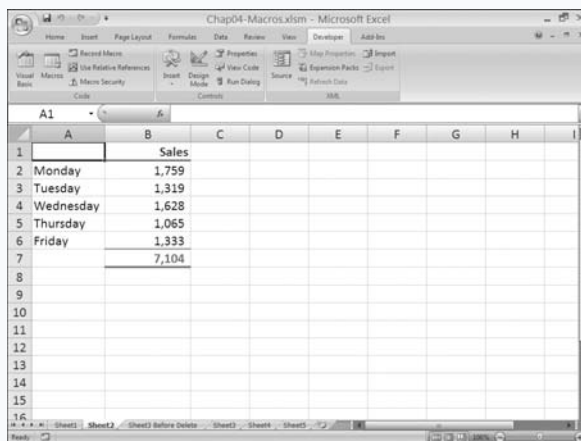 Chap04-Macros.xlsm - Microsoft Excel
Home Insert Page Layout Formulas Data Review View Developer Add-Ins
Visual Basic
Macros
Record Macro
Use Relative References
Macro Security
Code
Insert
Design Mode
Properties
View Code
Run Dialog
Controls
Source
Map Properties
Expansion Packs
Refresh Data
Import
Export
XML
A1 fx
A B C D E F G H I
1 Sales
2 Monday 1,759
3 Tuesday 1,319
4 Wednesday 1,628
5 Thursday 1,065
6 Friday 1,333
7 7,104
8
9
10
11
12
13
14
15
16
Sheet1 Sheet2 Sheet3 Before Delete Sheet3 Sheet4 Sheet5
Ready 100%